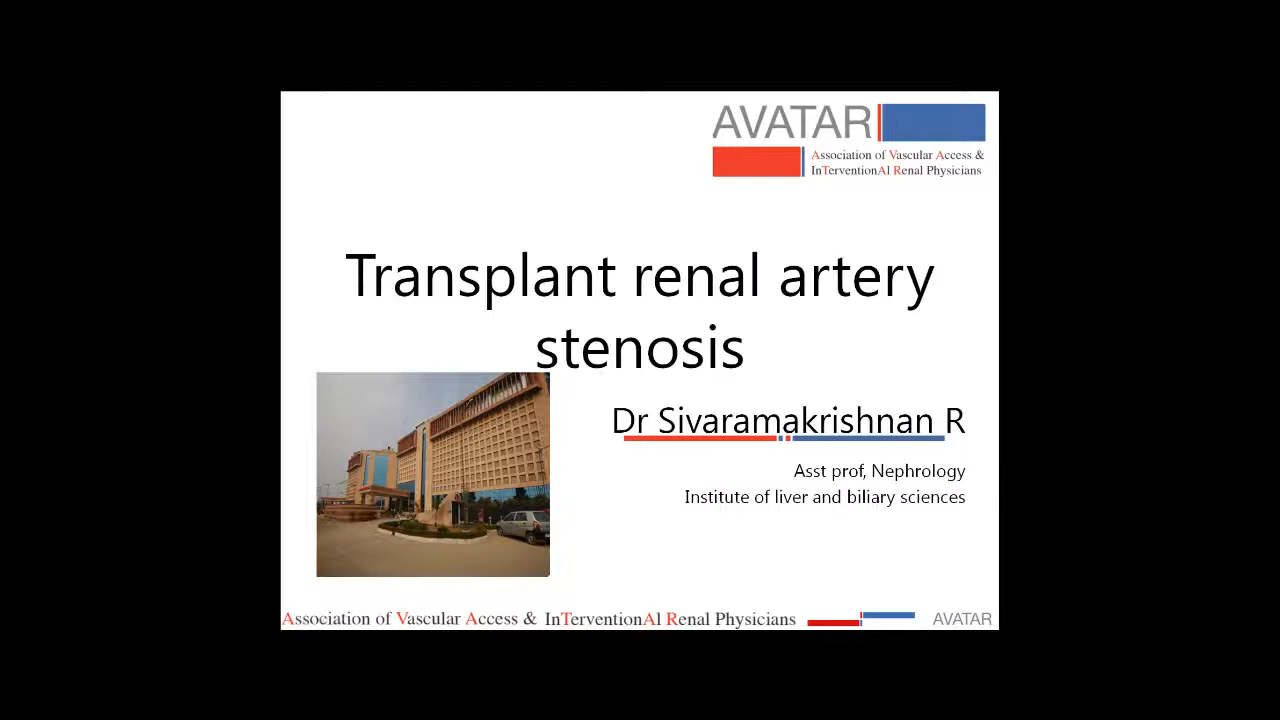 AVATAR
Association of Vascular Access &
InTerventionAl Renal Physicians
Transplant renal artery
stenosis
Dr Sivaramakrishnan R
Asst prof, Nephrology
Institute of liver and biliary sciences
Association of Vascular Access & InTerventionAl Renal Physicians AVATAR